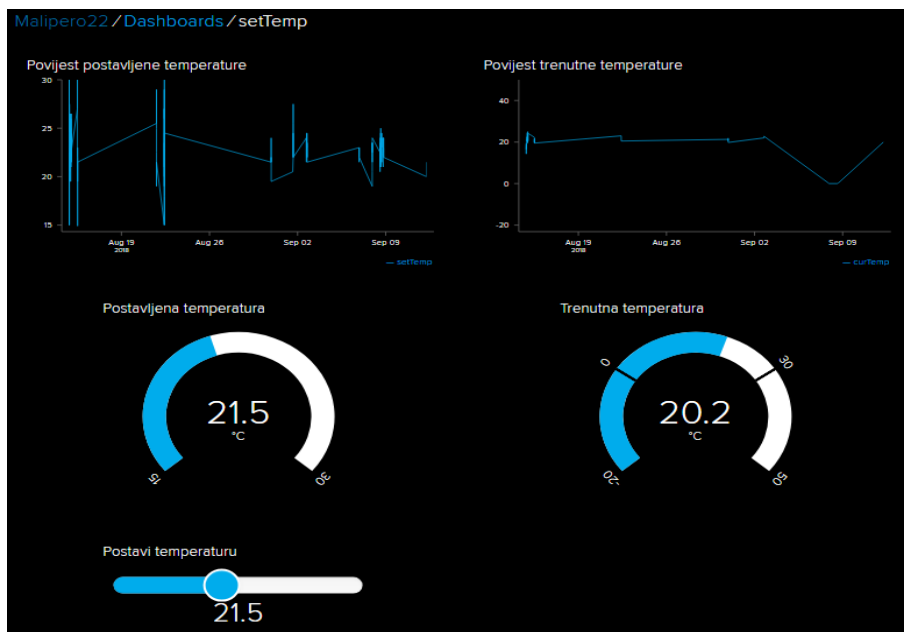 Malipero22 / Dashboards / setTemp
Povijest postavljene temperature
30
25
20
15
Aug 19
2018
Aug 26
Sep 02
Sep 09
— setTemp
Povijest trenutne temperature
40
20
0
-20
Aug 19
2018
Aug 26
Sep 02
Sep 09
— curTemp
Postavljena temperatura
21.5
°C
15
30
Trenutna temperatura
0
30
20.2
°C
-20
50
Postavi temperaturu
21.5